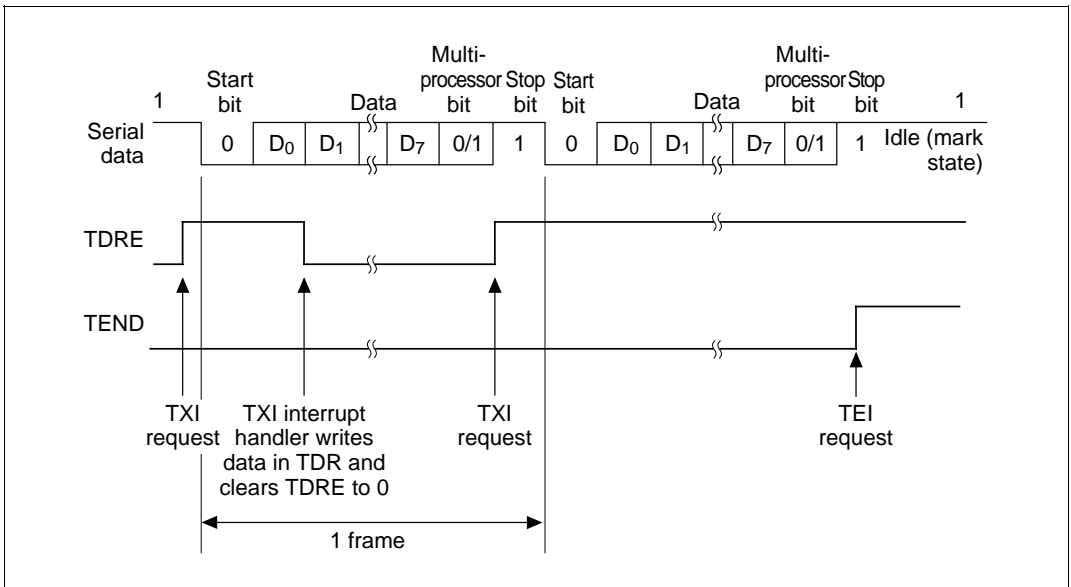 Multi-
processor
bit
Multi-
processor
bit
Start
bit
Stop
bit
Start
bit
Stop
bit
1
Data
Data
1
Serial
data
0 D0 D1 D7 0/1 1 0 D0 D1 D7 0/1 1
Idle (mark
state)
TDRE
TEND
TXI
request
TXI interrupt
handler writes
data in TDR and
clears TDRE to 0
TXI
request
TEI
request
1 frame